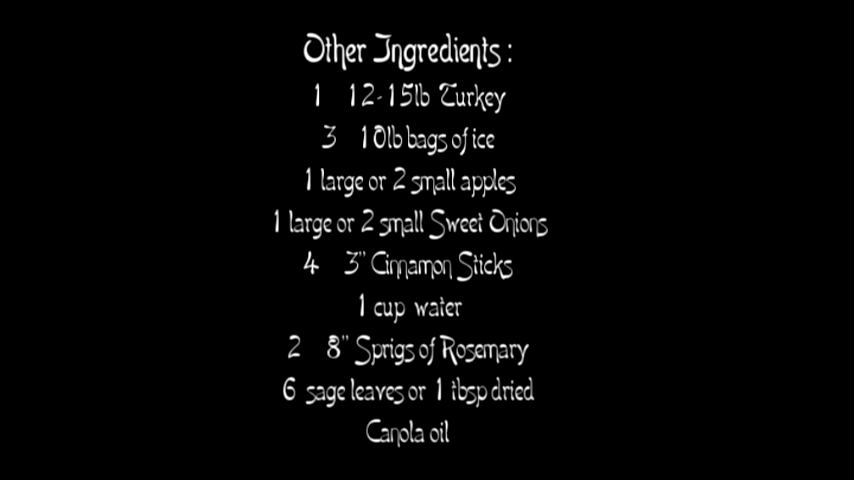 Other Ingredients :
1 12-15lb Turkey
3 10lb bags of ice
1 large or 2 small apples
1 large or 2 small Sweet Onions
4 3" Cinnamon Sticks
1 cup water
2 8" Sprigs of Rosemary
6 sage leaves or 1 tbsp dried
Canola oil